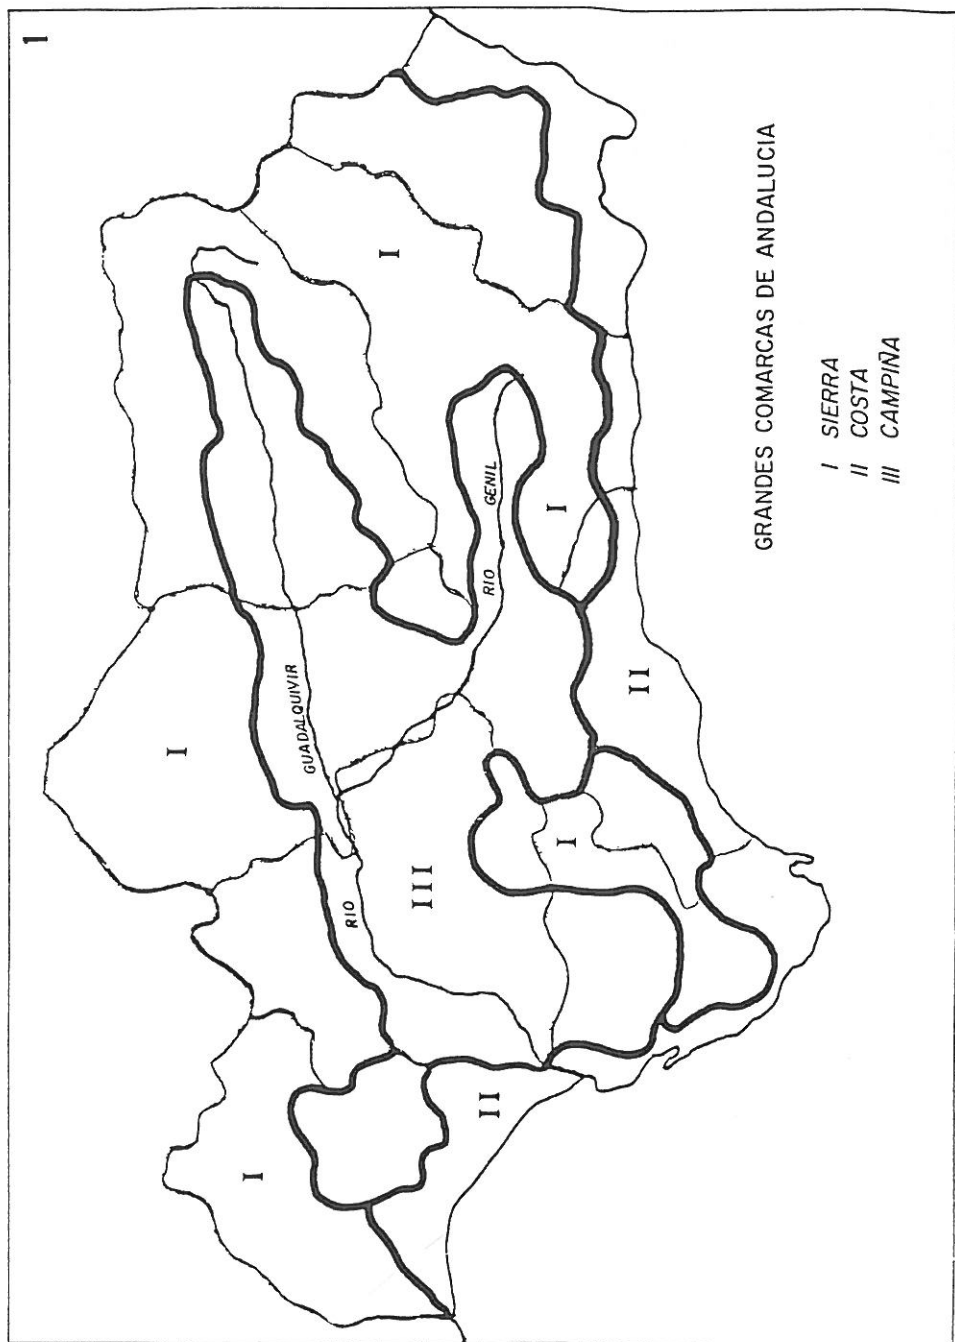 1
I
I
I
GUADALQUIVIR
RIO
GENIL
RIO
I
III
I
II
II
GRANDES COMARCAS DE ANDALUCIA
I SIERRA
II COSTA
III CAMPIÑA